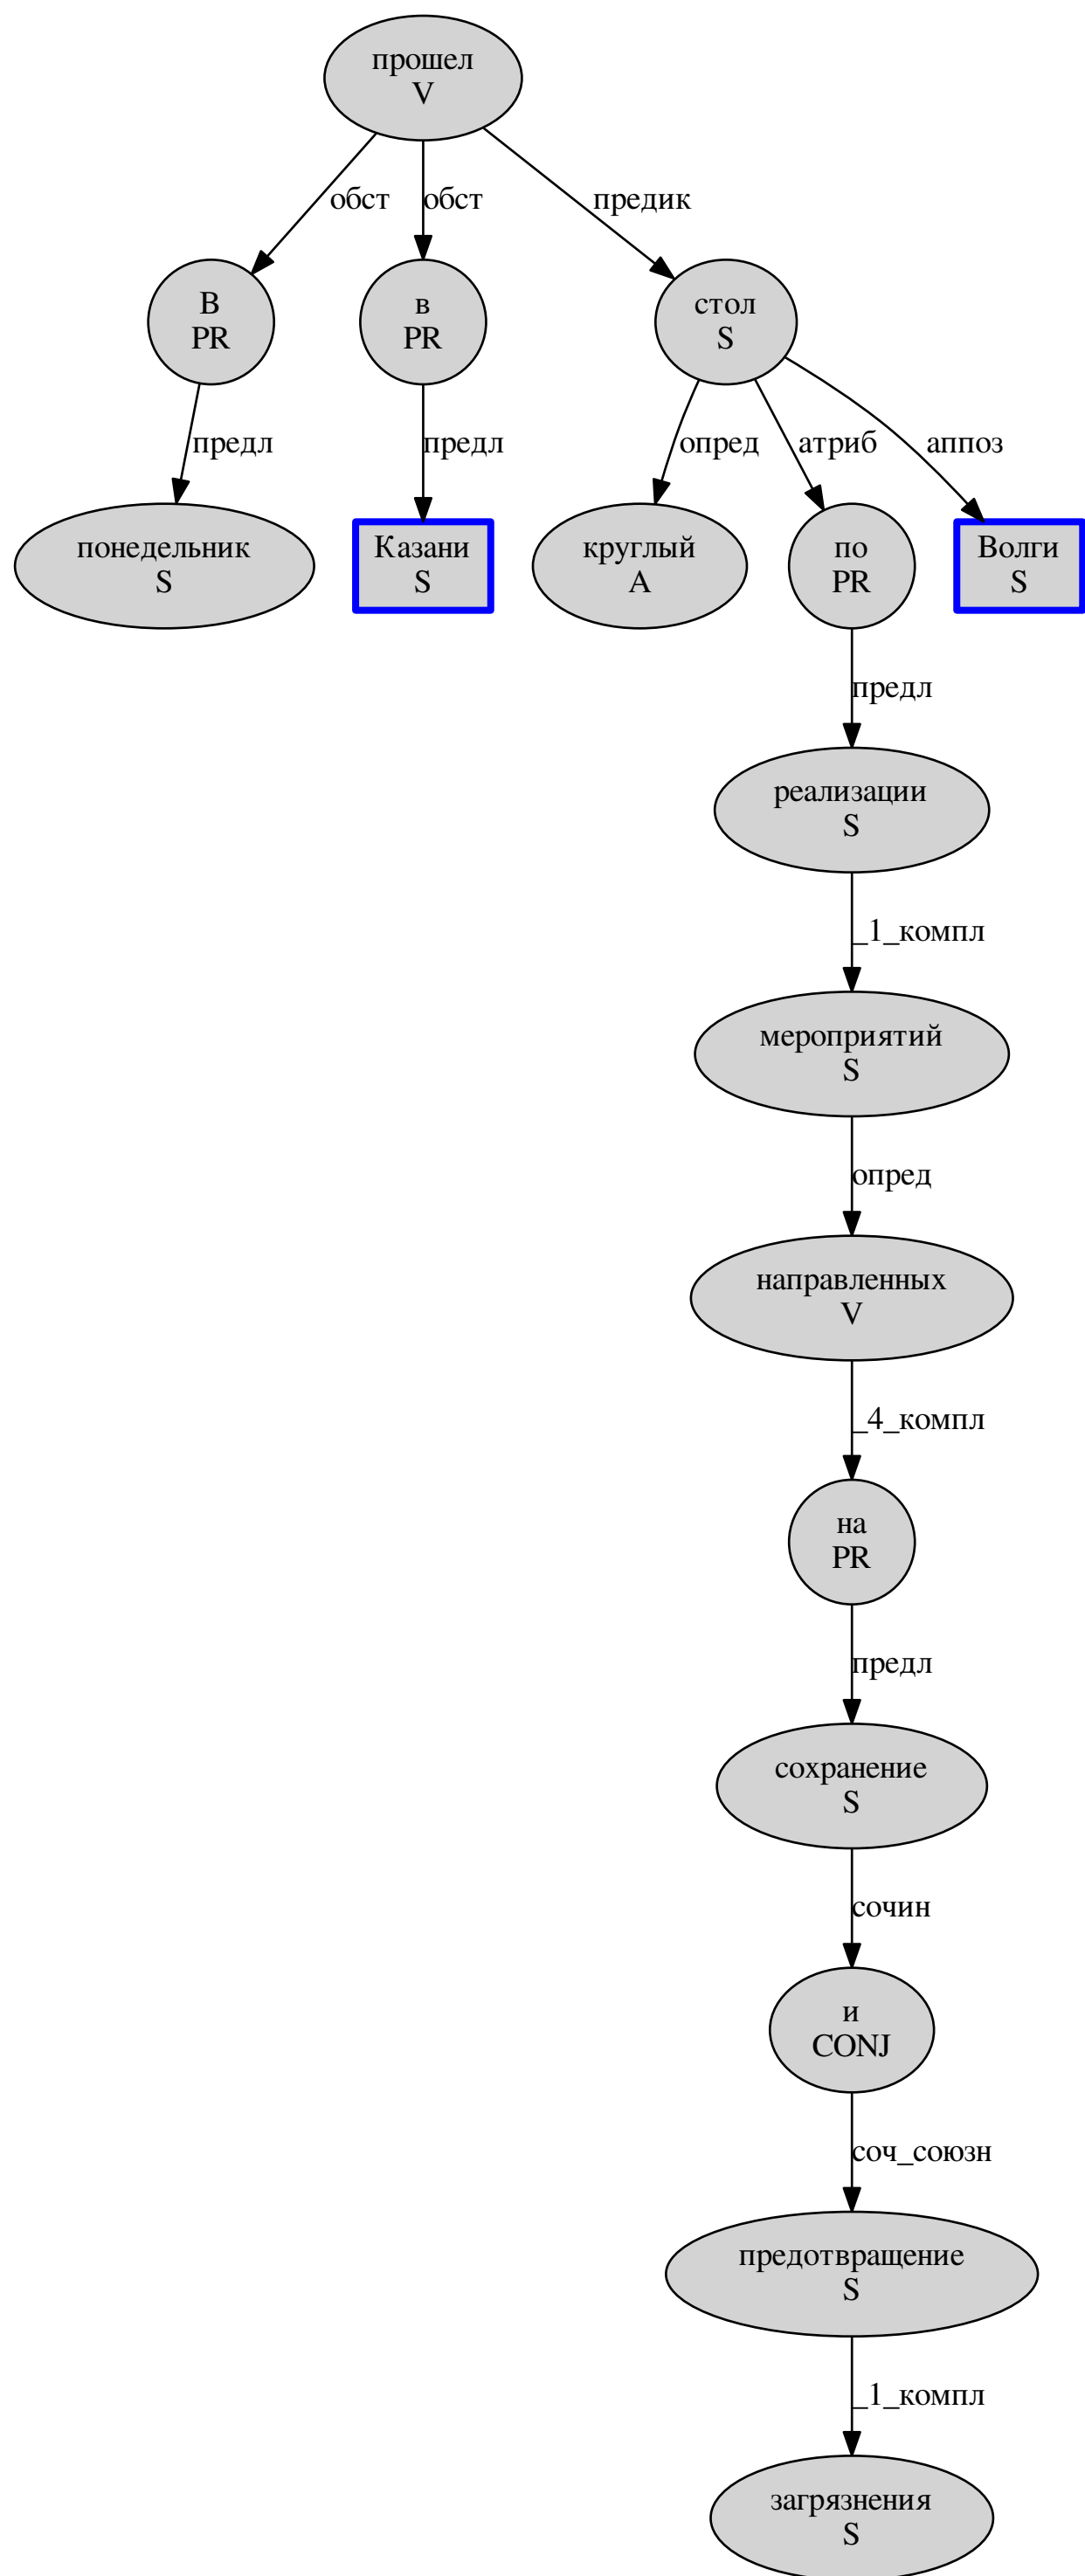 прошел
V
обст
обст
предик
В
PR
в
PR
стол
S
предл
предл
опред
атриб
аппоз
понедельник
S
Казани
S
круглый
A
по
PR
Волги
S
предл
реализации
S
_1_компл
мероприятий
S
опред
направленных
V
_4_компл
на
PR
предл
сохранение
S
сочин
и
CONJ
соч_союзн
предотвращение
S
_1_компл
загрязнения
S